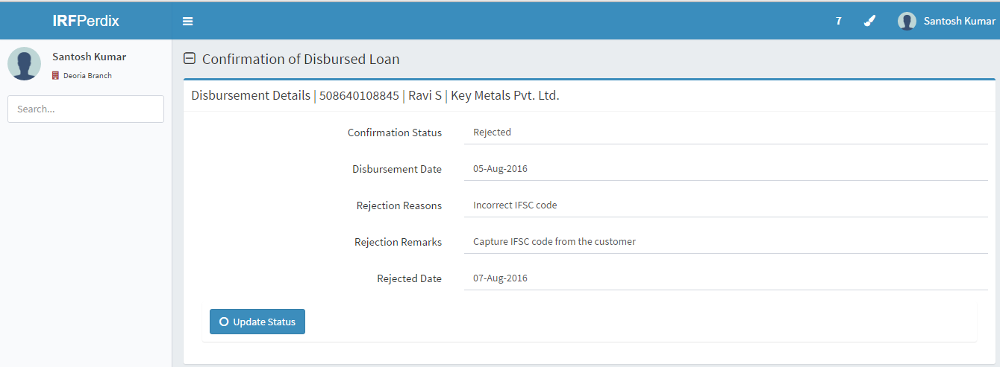 IRFPerdix
7
Santosh Kumar
Santosh Kumar
Deoria Branch
Search...
Confirmation of Disbursed Loan
Disbursement Details | 508640108845 | Ravi S | Key Metals Pvt. Ltd.
Confirmation Status Rejected
Disbursement Date 05-Aug-2016
Rejection Reasons Incorrect IFSC code
Rejection Remarks Capture IFSC code from the customer
Rejected Date 07-Aug-2016
Update Status